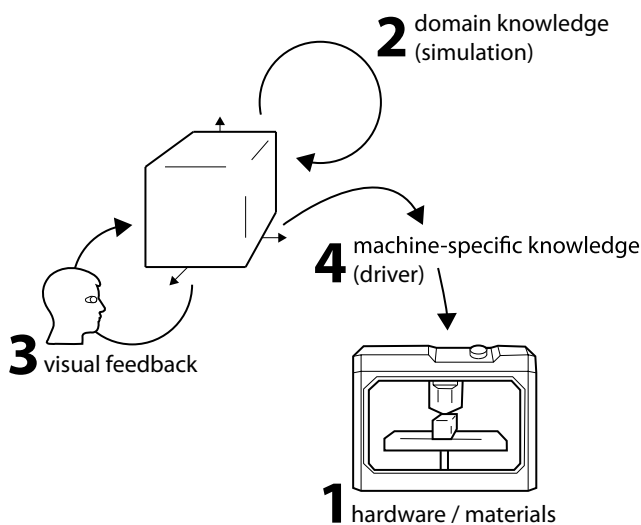 2 domain knowledge
(simulation)
4 machine-specific knowledge
(driver)
3 visual feedback
1 hardware / materials